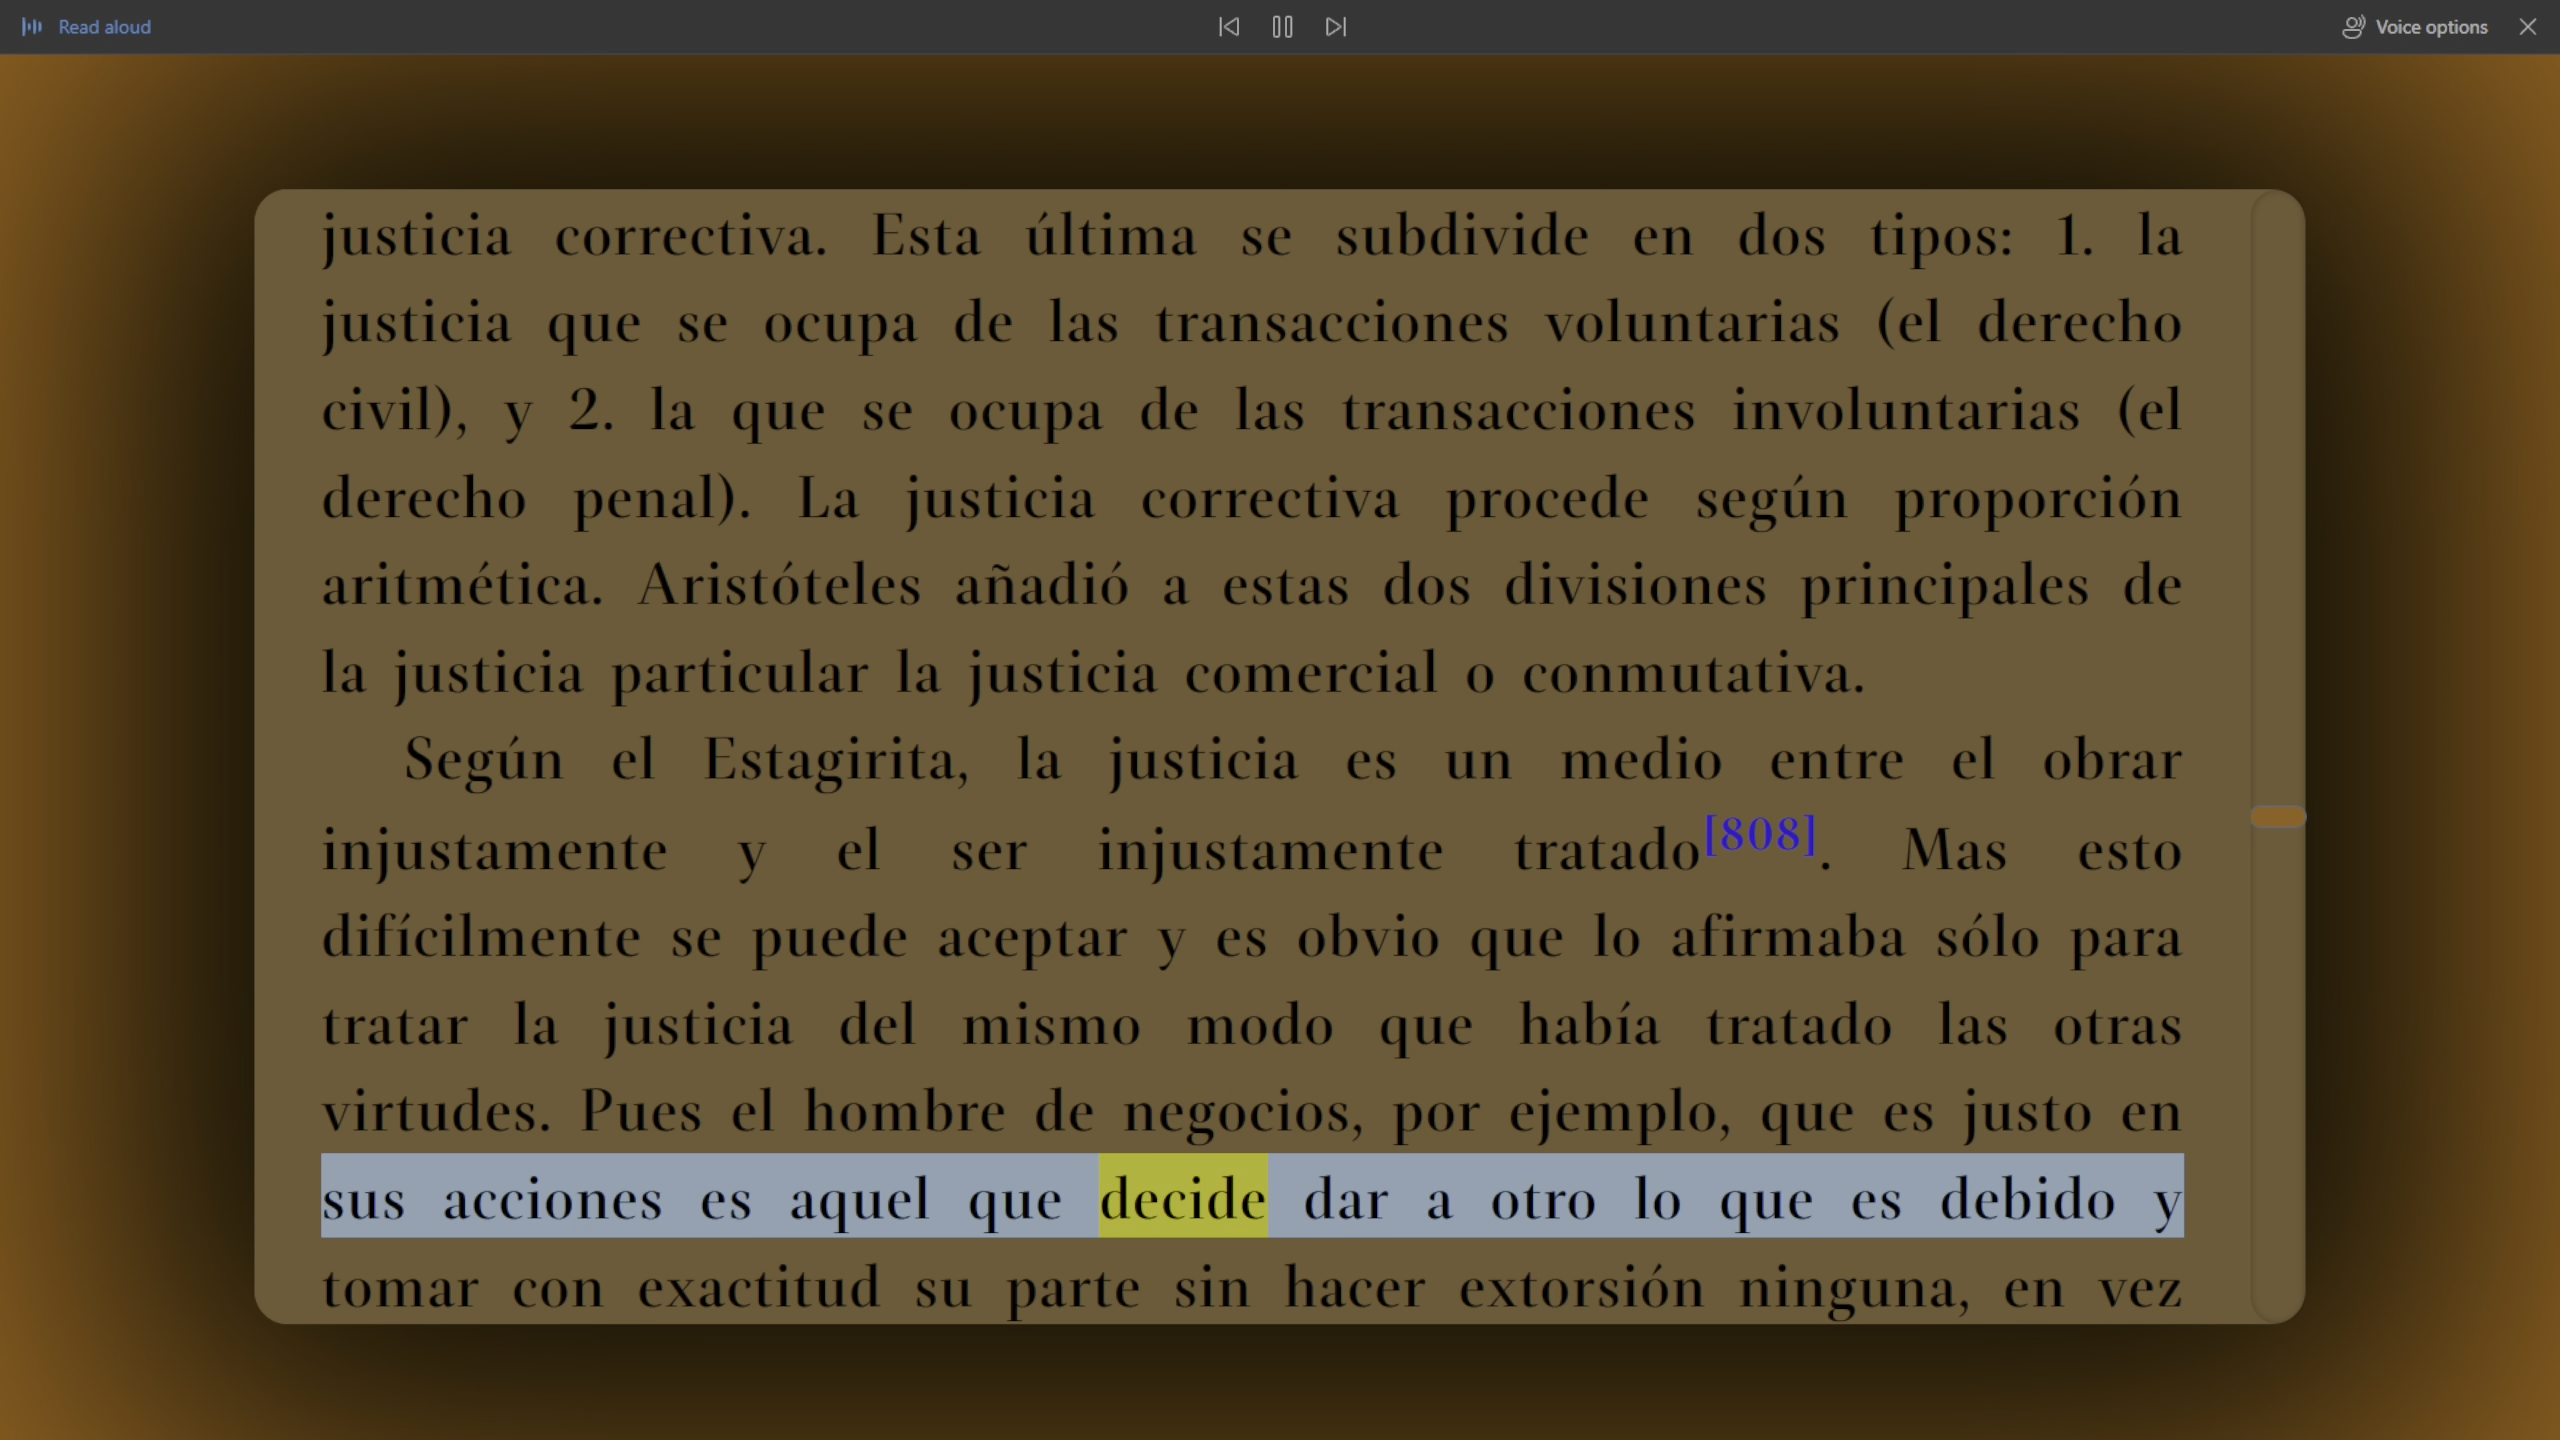 Read aloud
Voice options
justicia correctiva. Esta última se subdivide en dos tipos: 1. la
justicia que se ocupa de las transacciones voluntarias (el derecho
civil), y 2. la que se ocupa de las transacciones involuntarias (el
derecho penal). La justicia correctiva procede según proporción
aritmética. Aristóteles añadió a estas dos divisiones principales de
la justicia particular la justicia comercial o conmutativa.
Según el Estagirita, la justicia es un medio entre el obrar
injustamente y el ser injustamente tratado[808]. Mas esto
difícilmente se puede aceptar y es obvio que lo afirmaba sólo para
tratar la justicia del mismo modo que había tratado las otras
virtudes. Pues el hombre de negocios, por ejemplo, que es justo en
sus acciones es aquel que decide dar a otro lo que es debido y
tomar con exactitud su parte sin hacer extorsión ninguna, en vez